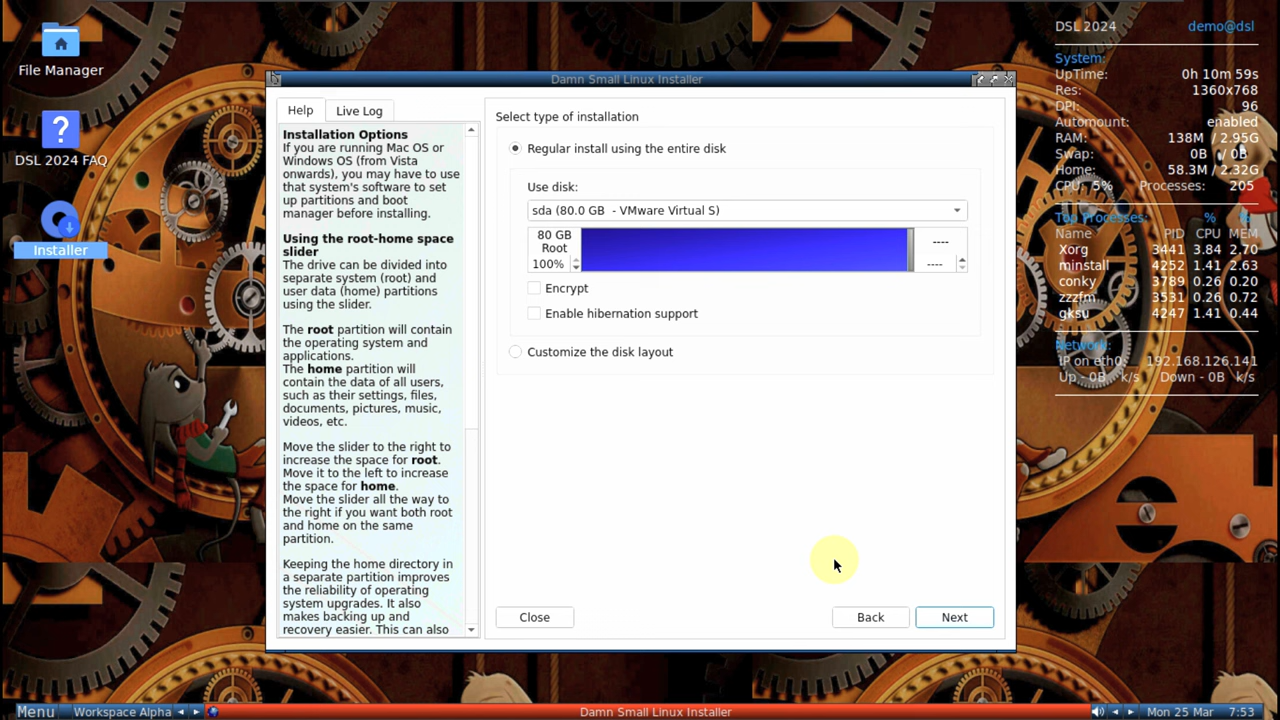 File Manager
DSL 2024 FAQ
Installer
Damn Small Linux Installer
Help
Live Log
Installation Options
If you are running Mac OS or
Windows OS (from Vista
onwards), you may have to use
that system's software to set
up partitions and boot
manager before installing.
Using the root-home space
slider
The drive can be divided into
separate system (root) and
user data (home) partitions
using the slider.
The root partition will contain
the operating system and
applications.
The home partition will
contain the data of all users,
such as their settings, files,
documents, pictures, music,
videos, etc.
Move the slider to the right to
increase the space for root.
Move it to the left to increase
the space for home.
Move the slider all the way to
the right if you want both root
and home on the same
partition.
Keeping the home directory in
a separate partition improves
the reliability of operating
system upgrades. It also
makes backing up and
recovery easier. This can also
Select type of installation
Regular install using the entire disk
Use disk:
sda (80.0 GB - VMware Virtual S)
80 GB
Root
100%
----
----
Encrypt
Enable hibernation support
Customize the disk layout
Close
Back
Next
DSL 2024 demo@dsl
System:
UpTime: 0h 10m 59s
Res: 1360x768
DPI: 96
Automount: enabled
RAM: 138M / 2.95G
Swap: 0B / 0B
Home: 58.3M / 2.32G
CPU: 5% Processes: 205
Top Processes: % %
Name PID CPU MEM
Xorg 3441 3.84 2.70
minstall 4252 1.41 2.63
conky 3789 0.26 0.20
zzzfm 3531 0.26 0.72
gksu 4247 1.41 0.44
Network:
IP on eth0: 192.168.126.141
Up - 0B k/s Down - 0B k/s
Menu
Workspace Alpha
Damn Small Linux Installer
Mon 25 Mar 7:53